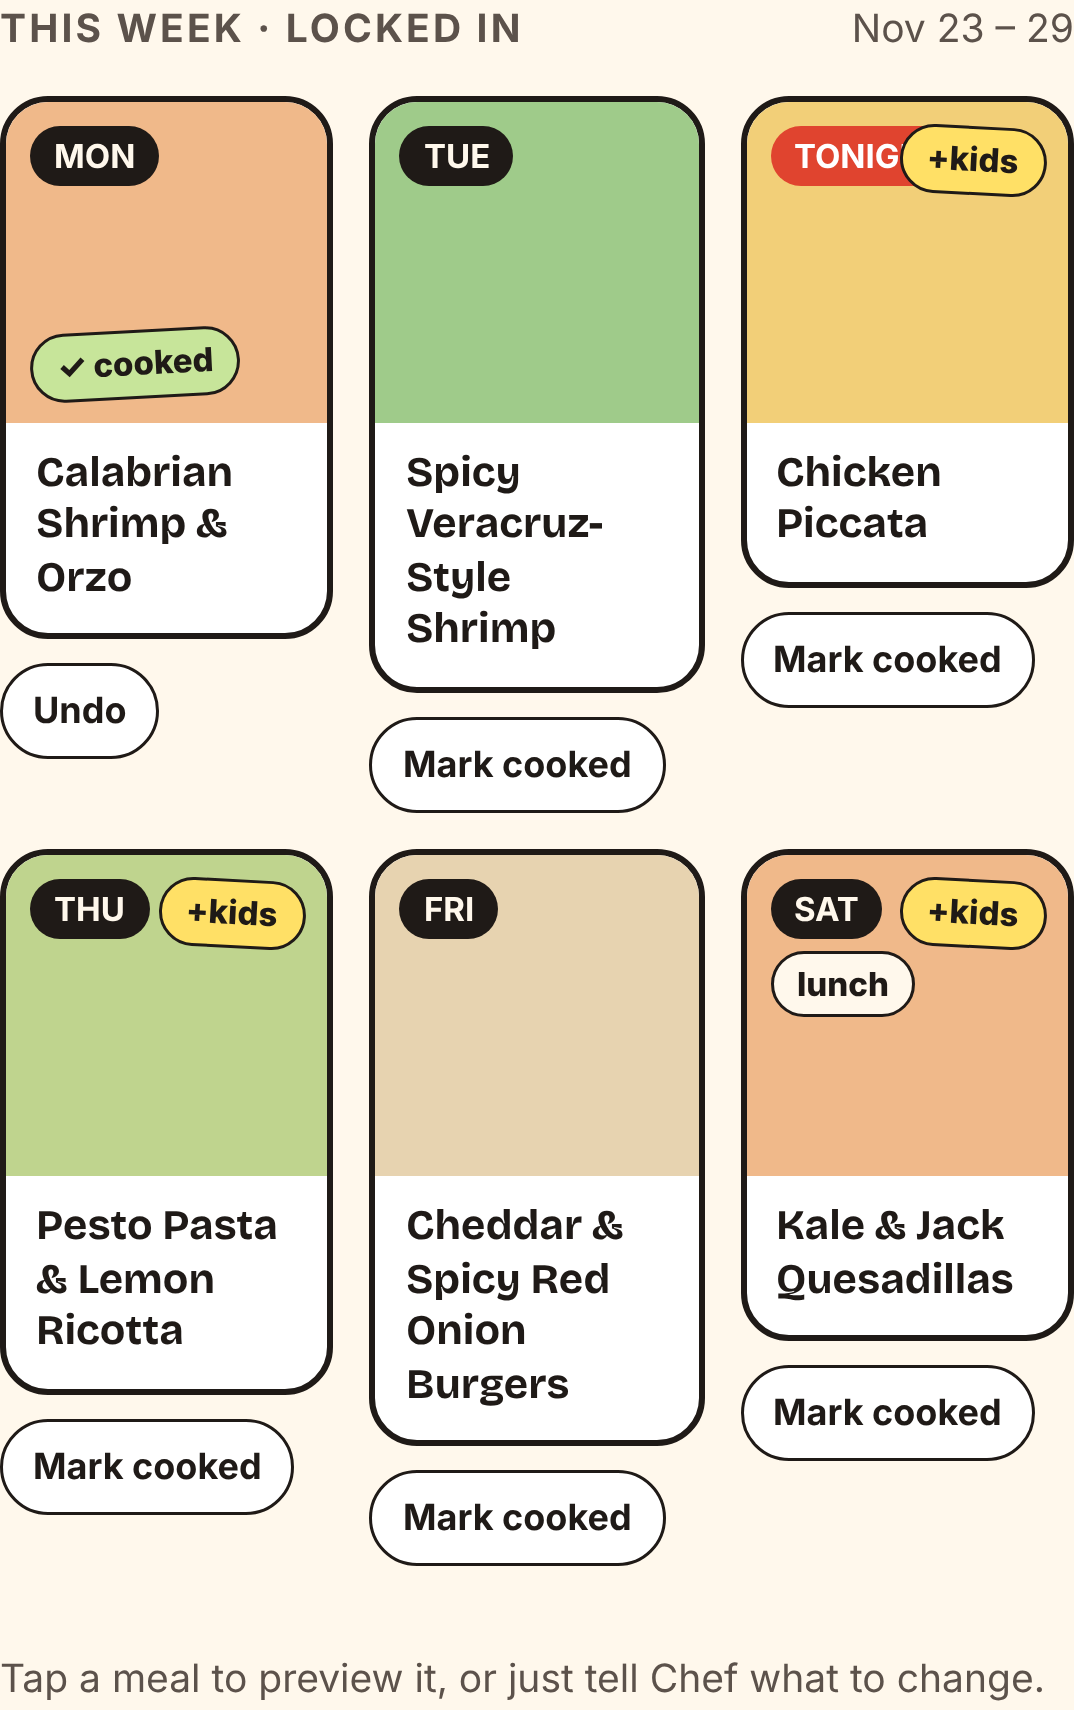 THIS WEEK · LOCKED IN
Nov 23 – 29
MON
✓ cooked
Calabrian
Shrimp &
Orzo
Undo
TUE
Spicy
Veracruz-
Style
Shrimp
Mark cooked
+kids
Chicken
Piccata
Mark cooked
THU
+kids
Pesto Pasta
& Lemon
Ricotta
Mark cooked
FRI
Cheddar &
Spicy Red
Onion
Burgers
Mark cooked
SAT
+kids
lunch
Kale & Jack
Quesadillas
Mark cooked
Tap a meal to preview it, or just tell Chef what to change.